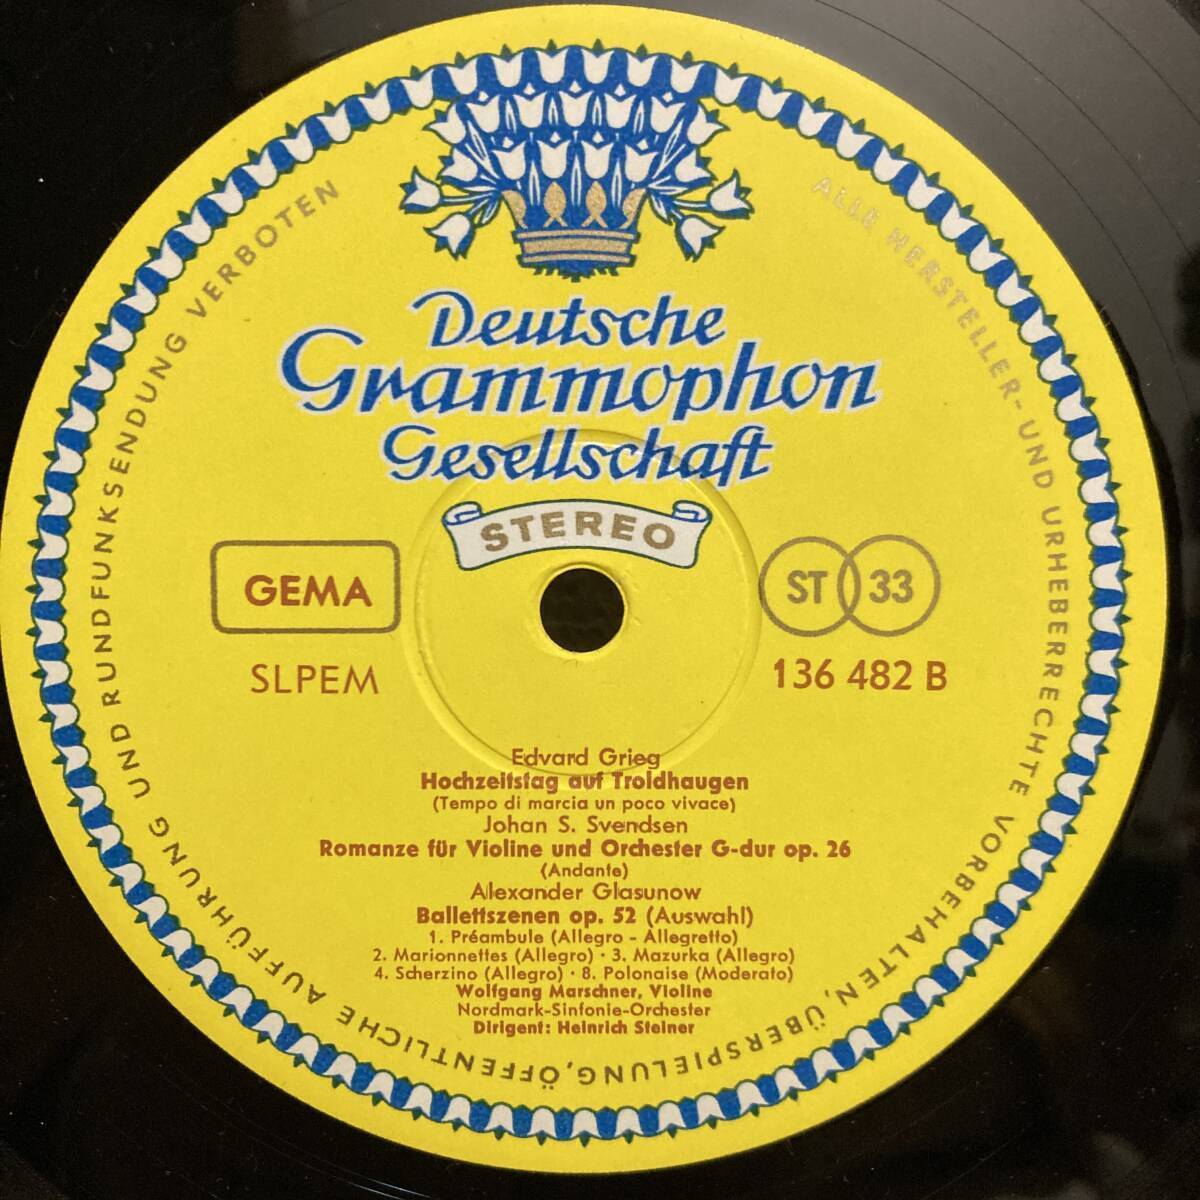 Deutsche
Grammophon
Gesellschaft
STEREO
GEMA
ST 33
SLPEM
136 482 B
Edvard Grieg
Hochzeitstag auf Troldhaugen
(Tempo di marcia un poco vivace)
Johan S. Svendsen
Romanze für Violine und Orchester G-dur op. 26
(Andante)
Alexander Glasunow
Ballettszenen op. 52 (Auswahl)
1. Préambule (Allegro - Allegretto)
2. Marionnettes (Allegro) · 3. Mazurka (Allegro)
4. Scherzino (Allegro) · 8. Polonaise (Moderato)
Wolfgang Marschner, Violine
Nordmark-Sinfonie-Orchester
Dirigent: Heinrich Steiner
ALLE HERSTELLER- UND URHEBERRECHTE VORBEHALTEN, ÜBERSPIELUNG, ÖFFENTLICHE AUFFÜHRUNG UND RUNDFUNKSENDUNG VERBOTEN